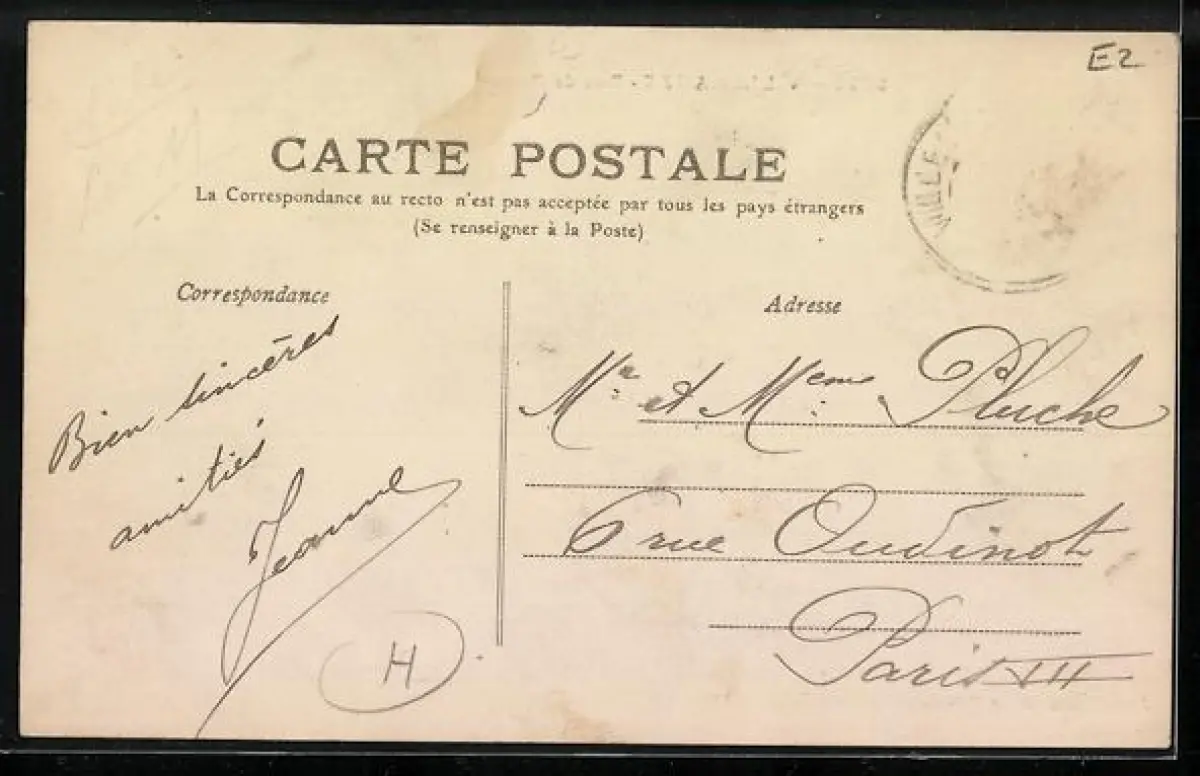 E2
CARTE POSTALE
La Correspondance au recto n'est pas acceptée par tous les pays étrangers
(Se renseigner à la Poste)
Correspondance
Bien sincères
amitiés
Jeanne
H
Adresse
Mr et Meme Pluche
6 rue Oudinot
Paris VII